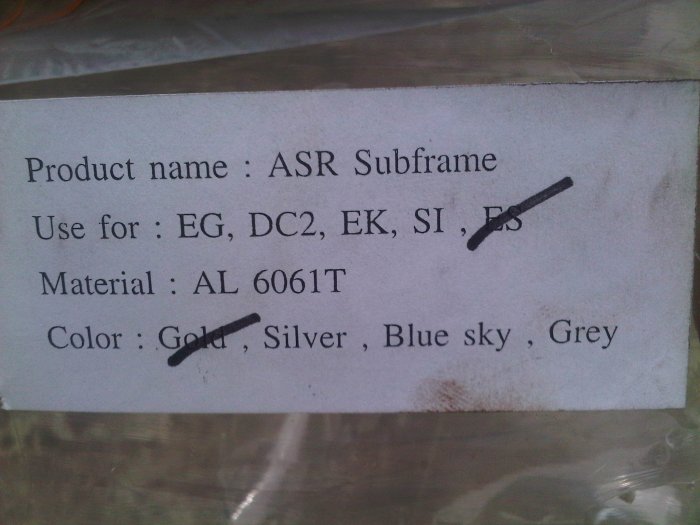 Product name : ASR Subframe
Use for : EG, DC2, EK, SI , ES
Material : AL 6061T
Color : Gold , Silver , Blue sky , Grey